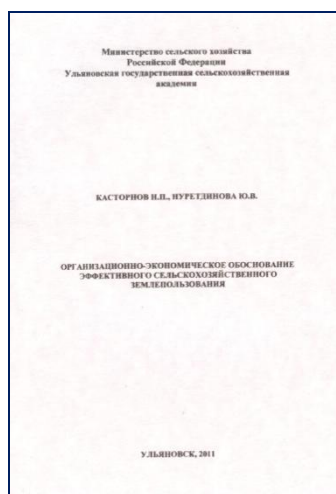 Министерство сельского хозяйства
Российской Федерации
Ульяновская государственная сельскохозяйственная
академия
КАСТОРНОВ Н.П., НУРЕТДИНОВА Ю.В.
ОРГАНИЗАЦИОННО-ЭКОНОМИЧЕСКОЕ ОБОСНОВАНИЕ
ЭФФЕКТИВНОГО СЕЛЬСКОХОЗЯЙСТВЕННОГО
ЗЕМЛЕПОЛЬЗОВАНИЯ
УЛЬЯНОВСК, 2011